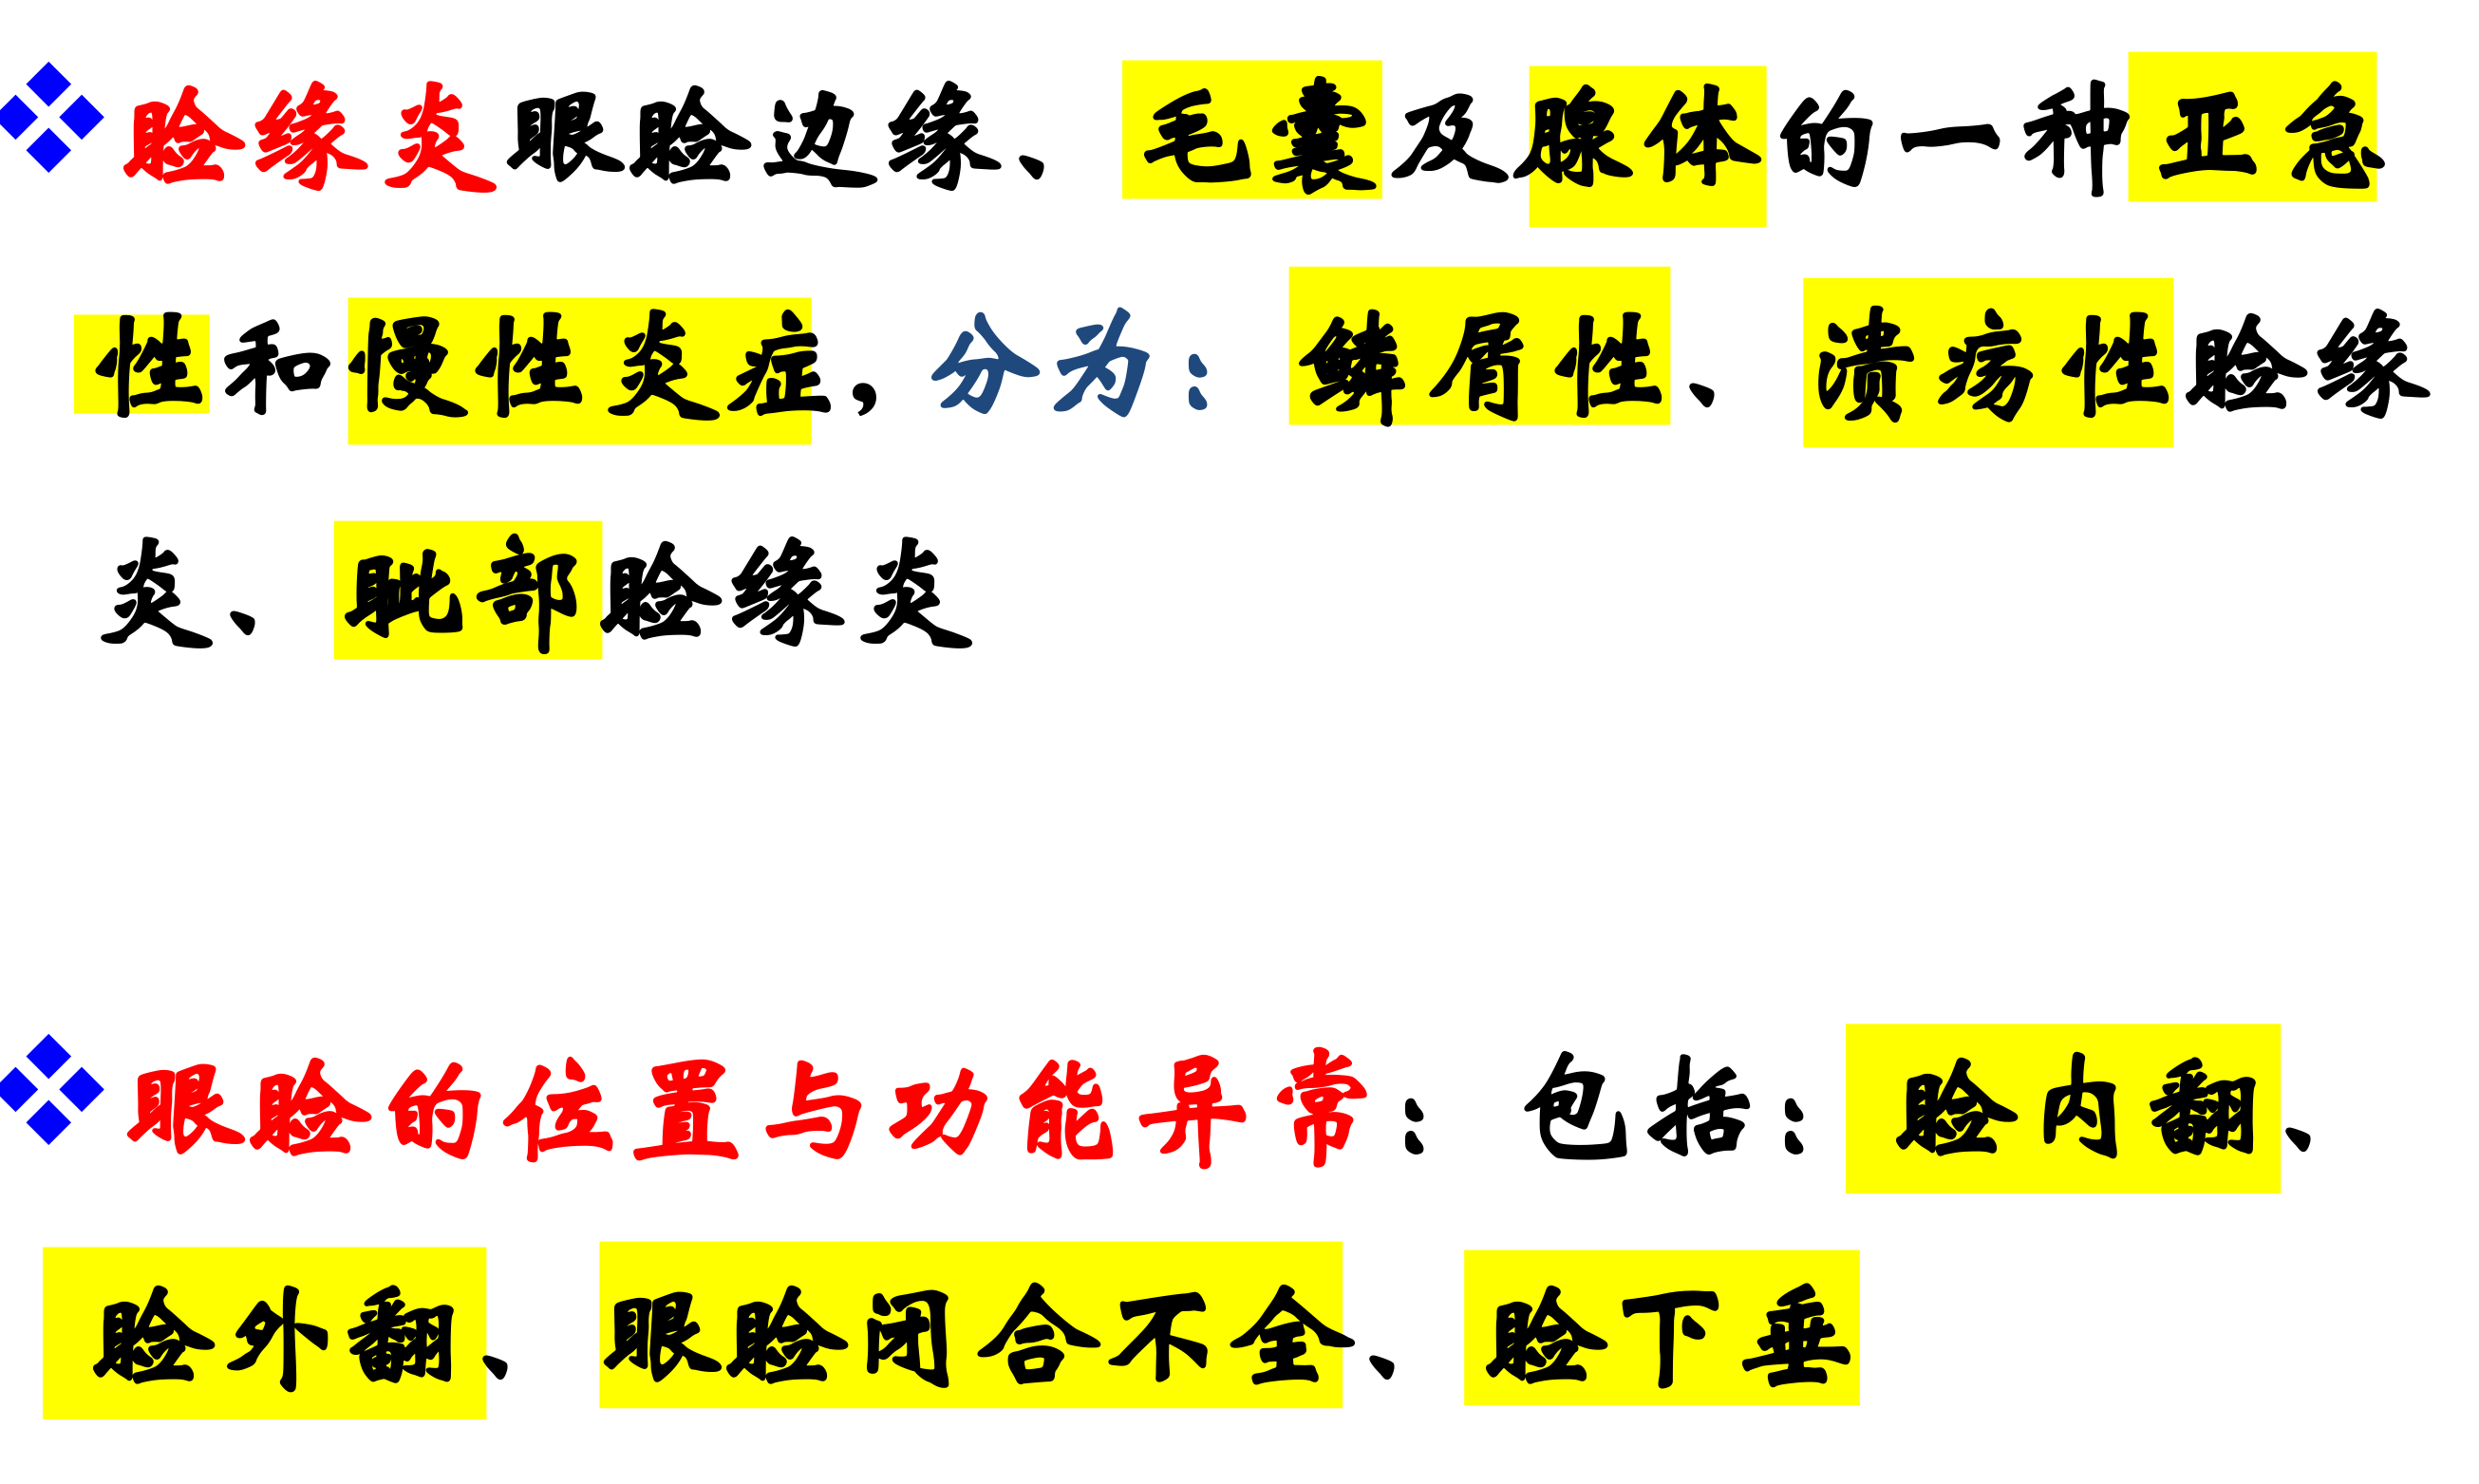 睑缘炎眼睑边缘、毛囊及腺体的一种亚急
性和慢性炎症，分为：鳞屑性、溃疡性睑缘
炎、眦部睑缘炎
眼睑的位置与功能异常：包括：睑内翻、
睑外翻、眼睑闭合不全、睑下垂